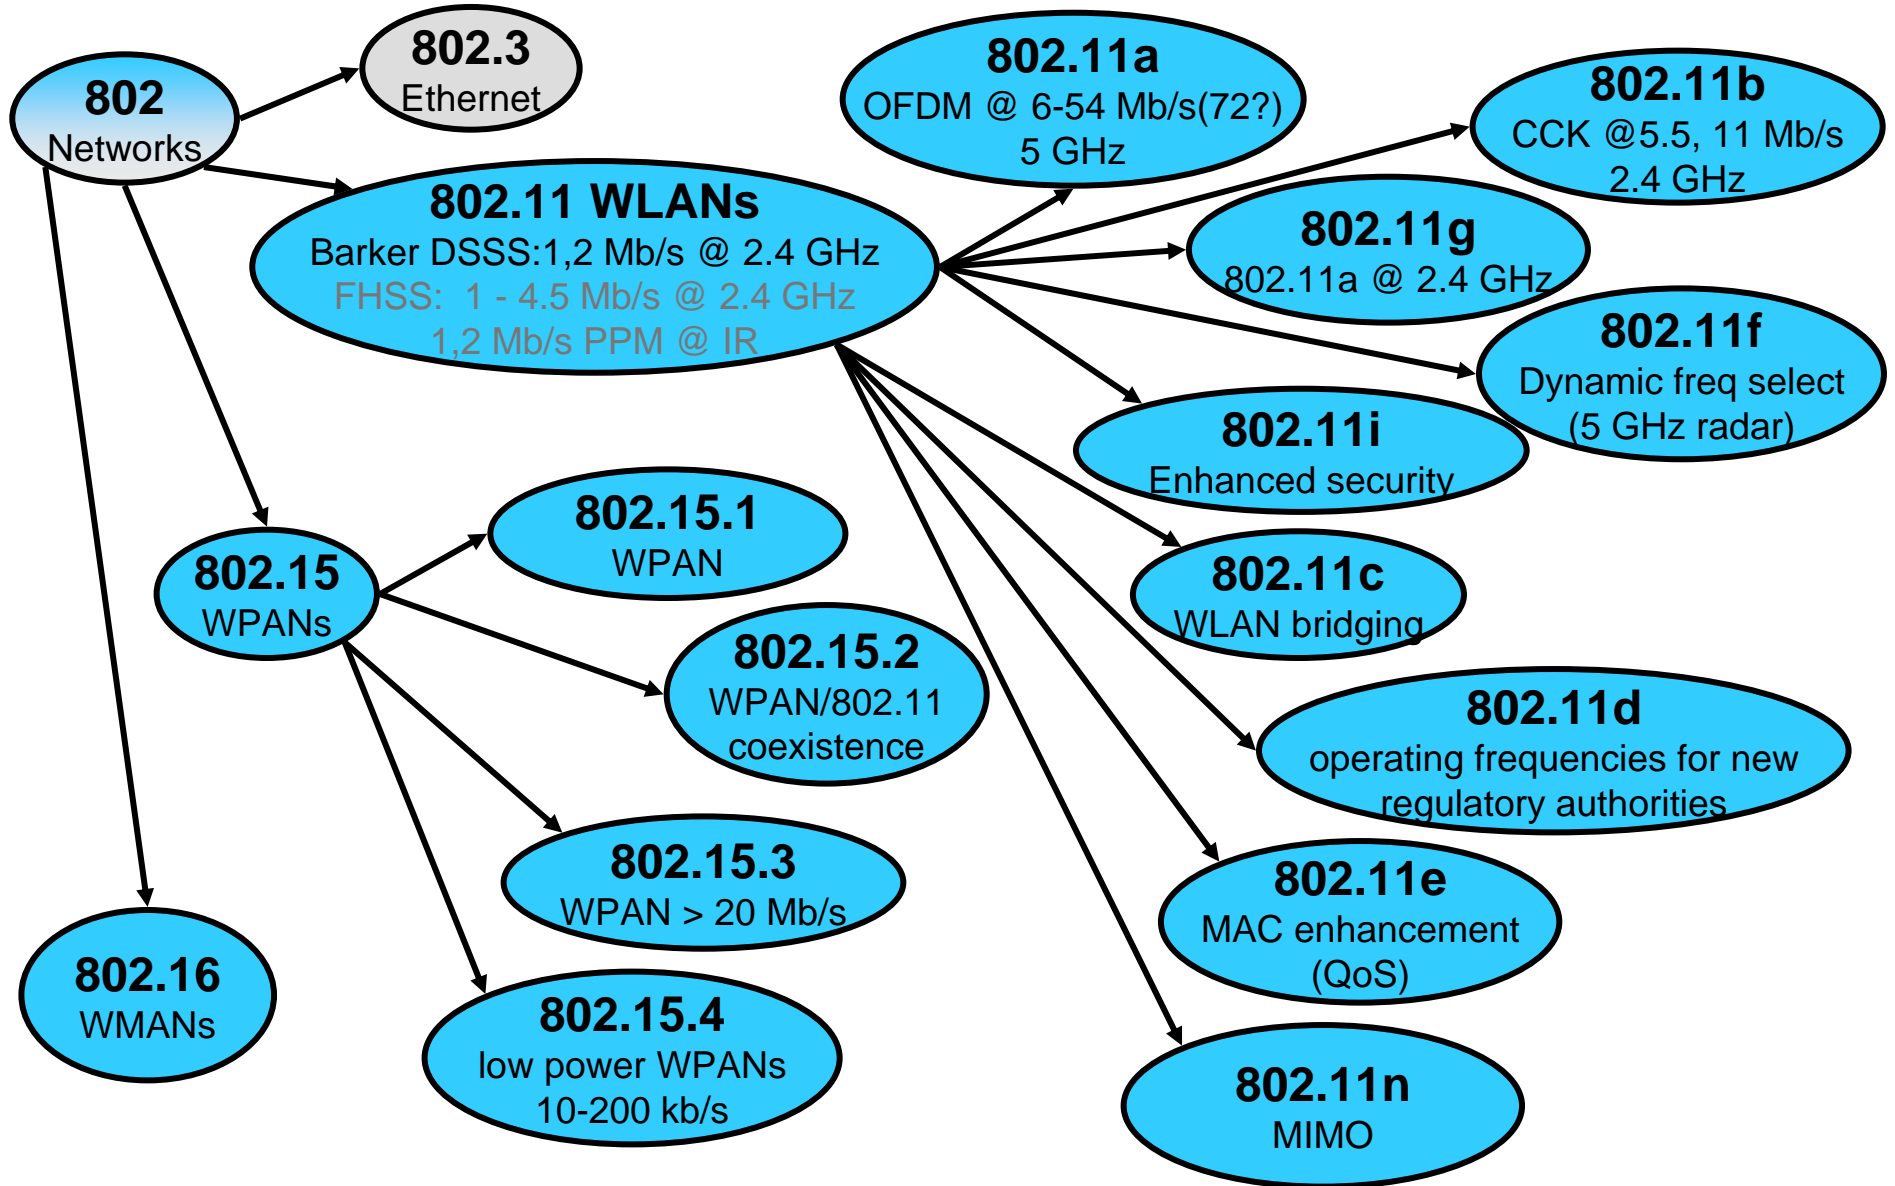 802
Networks
802.3
Ethernet
802.11 WLANs
Barker DSSS:1,2 Mb/s @ 2.4 GHz
FHSS: 1 - 4.5 Mb/s @ 2.4 GHz
1,2 Mb/s PPM @ IR
802.11a
OFDM @ 6-54 Mb/s(72?)
5 GHz
802.11b
CCK @5.5, 11 Mb/s
2.4 GHz
802.11g
802.11a @ 2.4 GHz
802.11f
Dynamic freq select
(5 GHz radar)
802.11i
Enhanced security
802.11c
WLAN bridging
802.11d
operating frequencies for new
regulatory authorities
802.11e
MAC enhancement
(QoS)
802.11n
MIMO
802.15
WPANs
802.15.1
WPAN
802.15.2
WPAN/802.11
coexistence
802.15.3
WPAN > 20 Mb/s
802.15.4
low power WPANs
10-200 kb/s
802.16
WMANs